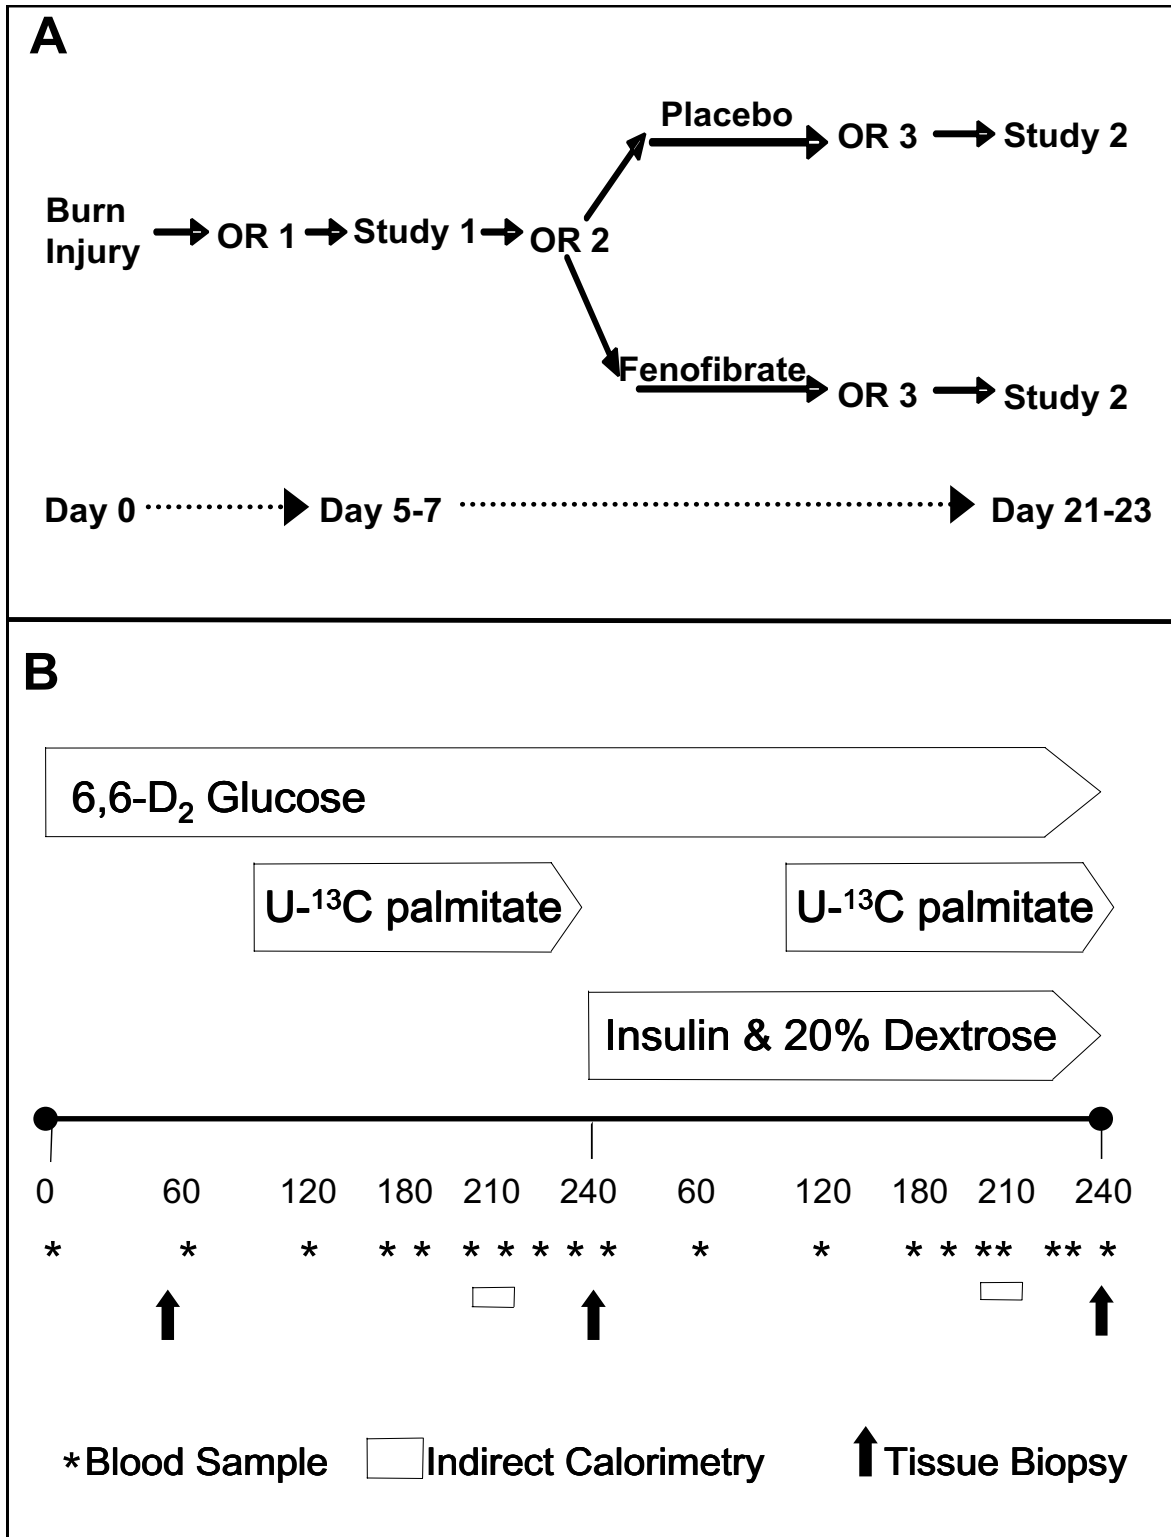 A
Placebo
OR 3
Study 2
Burn
Injury
OR 1
Study 1
OR 2
Fenofibrate
OR 3
Study 2
Day 0
Day 5-7
Day 21-23
B
6,6-D₂ Glucose
U-¹³C palmitate
U-¹³C palmitate
Insulin & 20% Dextrose
0 60 120 180 210 240 60 120 180 210 240
* * * * * * * * * * * * * * ** ** *
*Blood Sample
Indirect Calorimetry
Tissue Biopsy